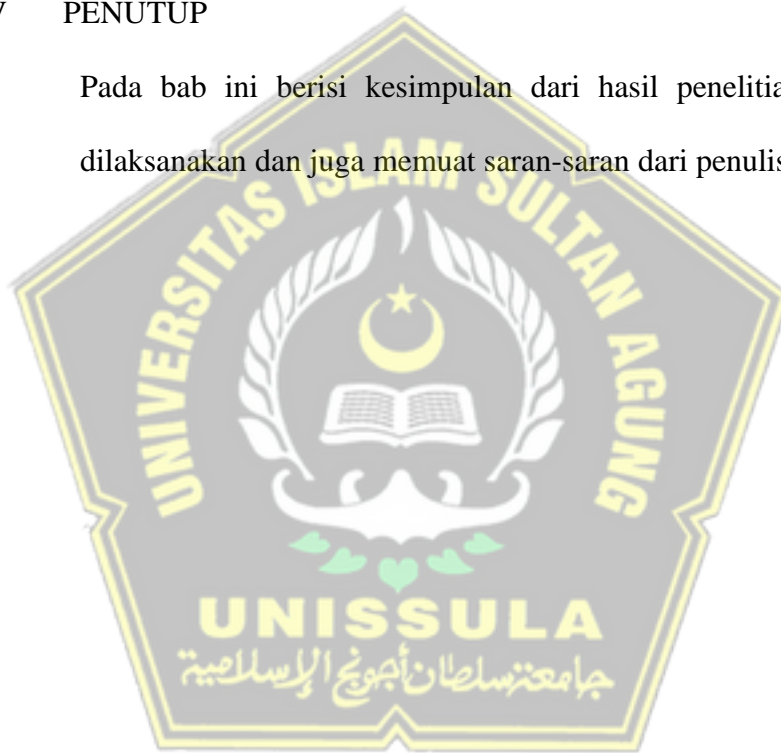 PENUTUP
Pada bab ini berisi kesimpulan dari hasil penelitia
dilaksanakan dan juga memuat saran-saran dari penulis
UNIVERSITAS ISLAM SULTAN AGUNG
UNISSULA
جامعة سلطان أجونج الإسلامية